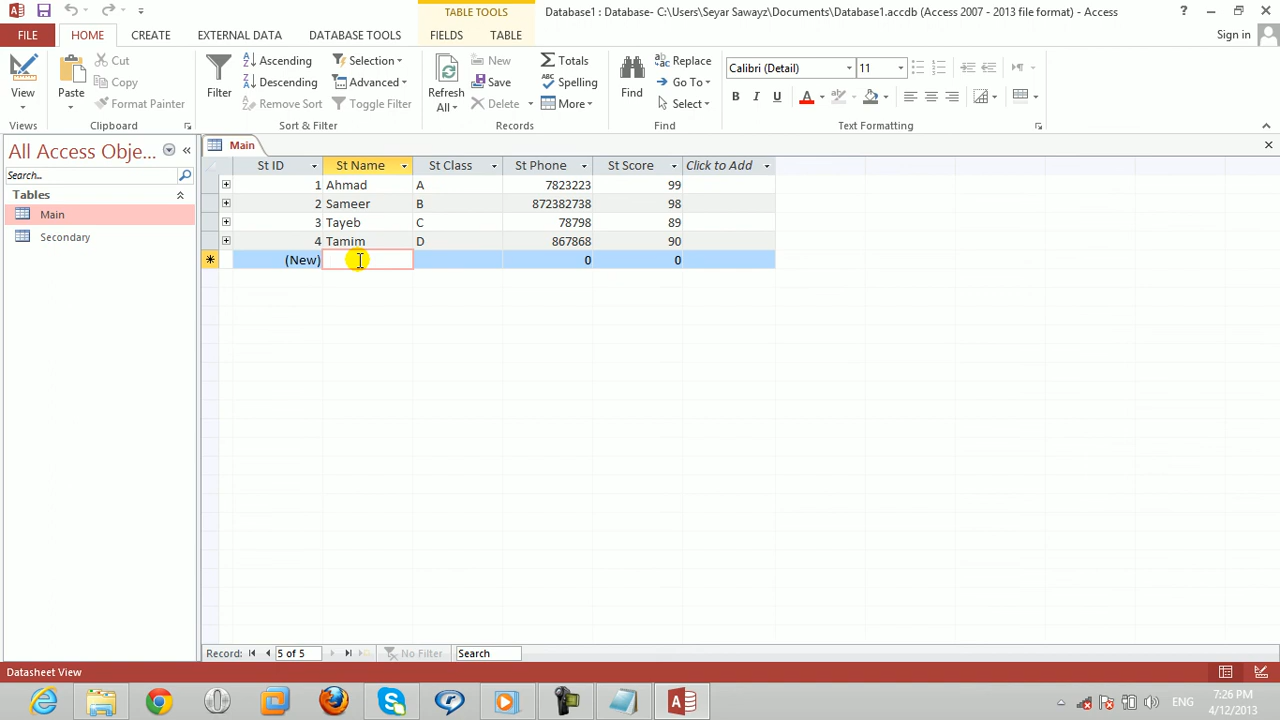 TABLE TOOLS
Database1 : Database- C:\Users\Seyar Sawayz\Documents\Database1.accdb (Access 2007 - 2013 file format) - Access
FILE HOME CREATE EXTERNAL DATA DATABASE TOOLS FIELDS TABLE Sign in
View
Paste
Cut
Copy
Format Painter
Filter
Ascending
Descending
Remove Sort
Selection
Advanced
Toggle Filter
Refresh All
New
Save
Delete
Totals
Spelling
More
Find
Replace
Go To
Select
Calibri (Detail) 11
B I U A
Views Clipboard Sort & Filter Records Find Text Formatting
All Access Obje...
Search...
Tables
Main
Secondary
Main
St ID St Name St Class St Phone St Score Click to Add
1 Ahmad A 7823223 99
2 Sameer B 872382738 98
3 Tayeb C 78798 89
4 Tamim D 867868 90
(New) 0 0
Record: 5 of 5 No Filter Search
Datasheet View
ENG
7:26 PM
4/12/2013